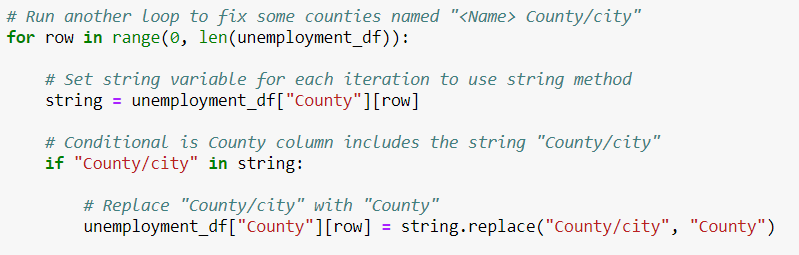 # Run another loop to fix some counties named "<Name> County/city"
for row in range(0, len(unemployment_df)):
# Set string variable for each iteration to use string method
string = unemployment_df["County"][row]
# Conditional is County column includes the string "County/city"
if "County/city" in string:
# Replace "County/city" with "County"
unemployment_df["County"][row] = string.replace("County/city", "County")